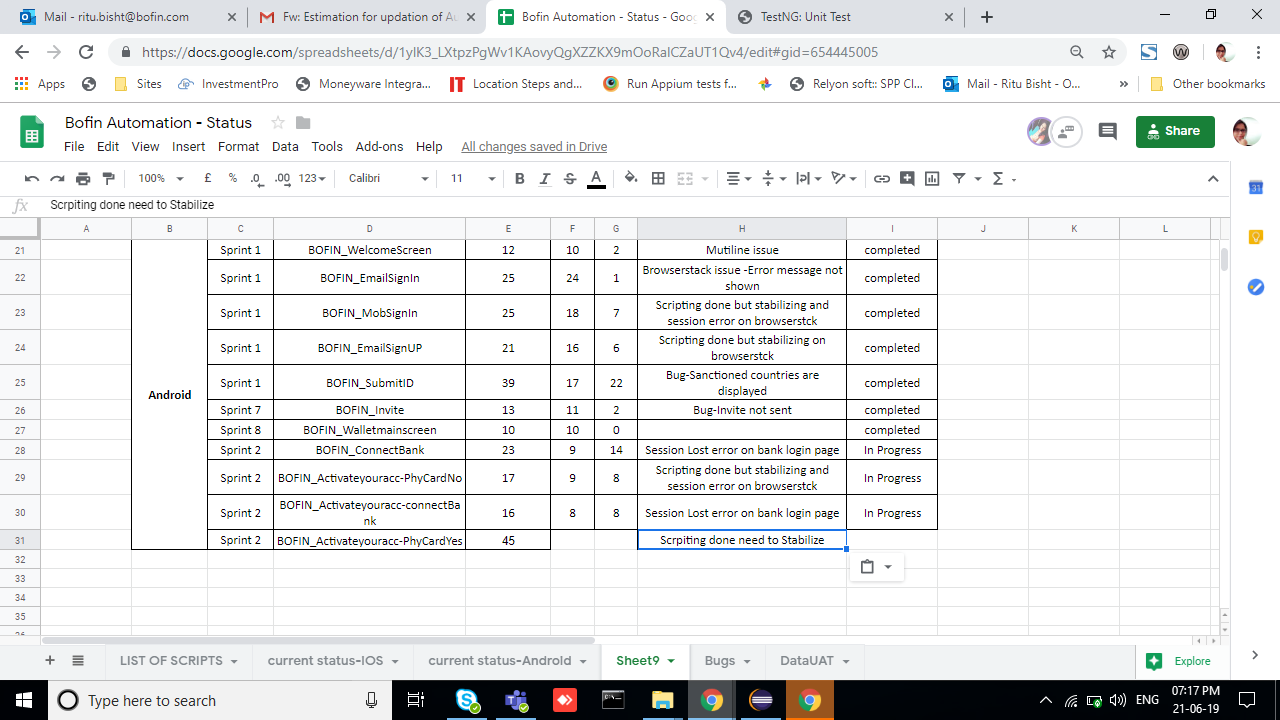 Mail - ritu.bisht@bofin.com
Fw: Estimation for updation of Au
Bofin Automation - Status - Goo
TestNG: Unit Test
https://docs.google.com/spreadsheets/d/1ylK3_LXtpzPgWv1KAovyQgXZZKX9mOoRalCZaUT1Qv4/edit#gid=654445005
Apps
Sites
InvestmentPro
Moneyware Integra...
Location Steps and...
Run Appium tests f...
Relyon soft:: SPP Cl...
Mail - Ritu Bisht - O...
»
Other bookmarks
Bofin Automation - Status
File Edit View Insert Format Data Tools Add-ons Help All changes saved in Drive
Share
100% £ % .0 .00 123 Calibri 11 B I S A
fx Scrpiting done need to Stabilize
A B C D E F G H I J K L
21 Sprint 1 BOFIN_WelcomeScreen 12 10 2 Mutiline issue completed
22 Sprint 1 BOFIN_EmailSignIn 25 24 1 Browserstack issue -Error message not shown completed
23 Sprint 1 BOFIN_MobSignIn 25 18 7 Scripting done but stabilizing and session error on browserstck completed
24 Sprint 1 BOFIN_EmailSignUP 21 16 6 Scripting done but stabilizing on browserstck completed
25 Android Sprint 1 BOFIN_SubmitID 39 17 22 Bug-Sanctioned countries are displayed completed
26 Sprint 7 BOFIN_Invite 13 11 2 Bug-Invite not sent completed
27 Sprint 8 BOFIN_Walletmainscreen 10 10 0 completed
28 Sprint 2 BOFIN_ConnectBank 23 9 14 Session Lost error on bank login page In Progress
29 Sprint 2 BOFIN_Activateyouracc-PhyCardNo 17 9 8 Scripting done but stabilizing and session error on browserstck In Progress
30 Sprint 2 BOFIN_Activateyouracc-connectBank 16 8 8 Session Lost error on bank login page In Progress
31 Sprint 2 BOFIN_Activateyouracc-PhyCardYes 45 Scrpiting done need to Stabilize
32
33
34
35
36
LIST OF SCRIPTS current status-IOS current status-Android Sheet9 Bugs DataUAT Explore
Type here to search
ENG
07:17 PM
21-06-19